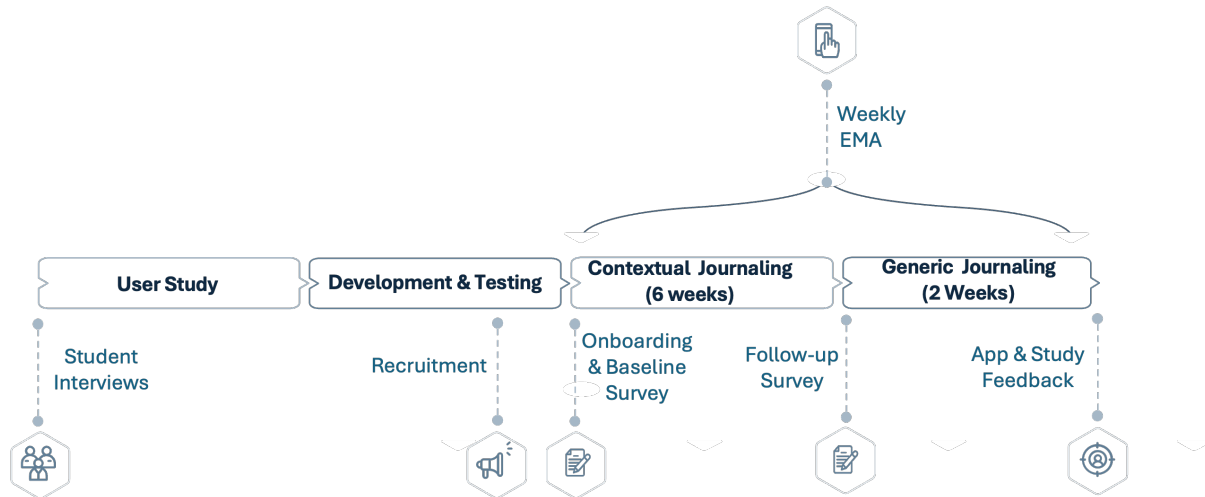 Weekly
EMA
User Study
Development & Testing
Contextual Journaling
(6 weeks)
Generic Journaling
(2 Weeks)
Student
Interviews
Recruitment
Onboarding
& Baseline
Survey
Follow-up
Survey
App & Study
Feedback